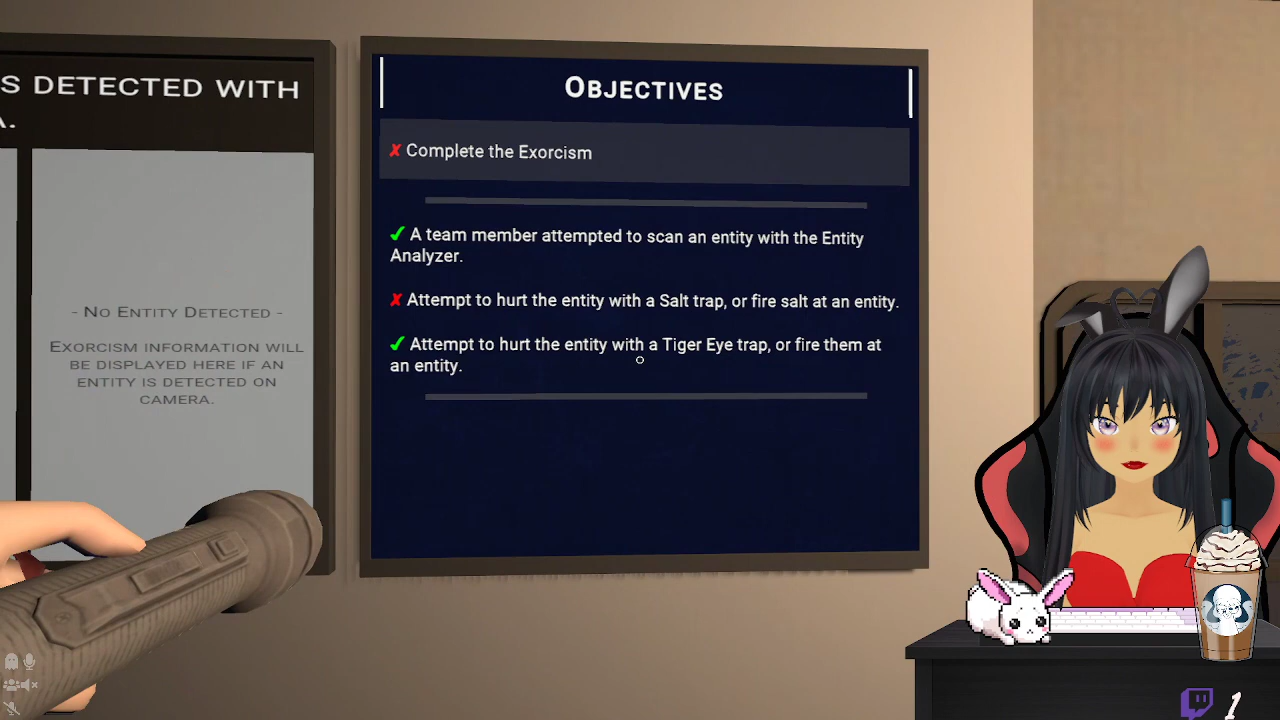 S DETECTED WITH
A.
- NO ENTITY DETECTED -
EXORCISM INFORMATION WILL
BE DISPLAYED HERE IF AN
ENTITY IS DETECTED ON
CAMERA.
OBJECTIVES
✗ Complete the Exorcism
✓ A team member attempted to scan an entity with the Entity
Analyzer.
✗ Attempt to hurt the entity with a Salt trap, or fire salt at an entity.
✓ Attempt to hurt the entity with a Tiger Eye trap, or fire them at
an entity.